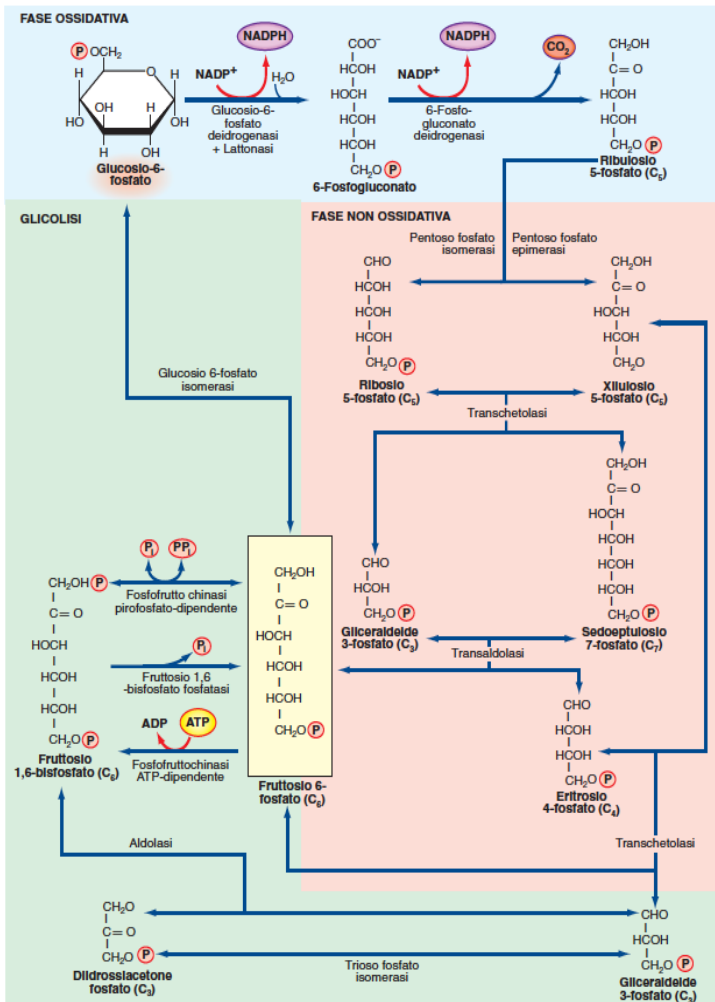 FASE OSSIDATIVA
P OCH₂
H
O
H
H
OH
H
HO
OH
H
OH
Glucosio-6-
fosfato
NADPH
NADP⁺
H₂O
Glucosio-6-
fosfato
deidrogenasi
+ Lattonasi
COO⁻
HCOH
HOCH
HCOH
HCOH
CH₂O P
6-Fosfogluconato
NADPH
NADP⁺
CO₂
6-Fosfo-
gluconato
deidrogenasi
CH₂OH
C=O
HCOH
HCOH
CH₂O P
Ribulosio
5-fosfato (C₅)
GLICOLISI
FASE NON OSSIDATIVA
Pentoso fosfato
isomerasi
Pentoso fosfato
epimerasi
CHO
HCOH
HCOH
HCOH
CH₂O P
Ribosio
5-fosfato (C₅)
CH₂OH
C=O
HOCH
HCOH
CH₂O
Xilulosio
5-fosfato (C₅)
Glucosio 6-fosfato
isomerasi
Transchetolasi
CHO
HCOH
CH₂O P
Gliceraldeide
3-fosfato (C₃)
CH₂OH
C=O
HOCH
HCOH
HCOH
HCOH
CH₂O P
Sedoeptulosio
7-fosfato (C₇)
Transaldolasi
Pᵢ PPᵢ
Fosfofrutto chinasi
pirofosfato-dipendente
Pᵢ
Fruttosio 1,6
-bisfosfato fosfatasi
ADP ATP
Fosfofruttochinasi
ATP-dipendente
CH₂OH P
C=O
HOCH
HCOH
HCOH
CH₂O P
Fruttosio
1,6-bisfosfato (C₆)
CH₂OH
C=O
HOCH
HCOH
HCOH
CH₂O P
Fruttosio 6-
fosfato (C₆)
CHO
HCOH
HCOH
CH₂O P
Eritrosio
4-fosfato (C₄)
Aldolasi
Transchetolasi
CH₂O
C=O
CH₂O P
Diidrossiacetone
fosfato (C₃)
Trioso fosfato
isomerasi
CHO
HCOH
CH₂O P
Gliceraldeide
3-fosfato (C₃)